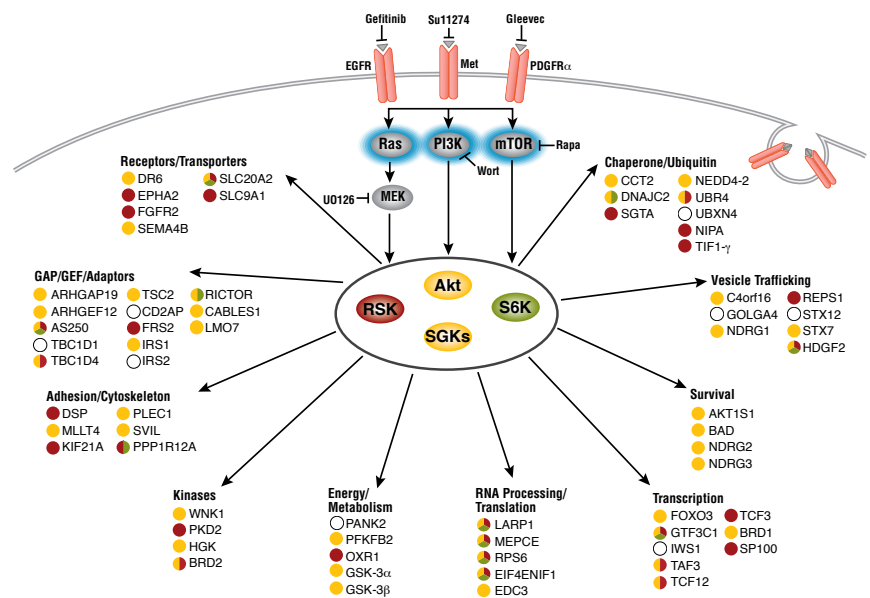 Gefitinib
Su11274
Gleevec
EGFR
Met
PDGFRα
Ras
PI3K
mTOR
Rapa
Wort
UO126
MEK
Receptors/Transporters
DR6
SLC20A2
EPHA2
SLC9A1
FGFR2
SEMA4B
Chaperone/Ubiquitin
CCT2
NEDD4-2
DNAJC2
UBR4
SGTA
UBXN4
NIPA
TIF1-γ
GAP/GEF/Adaptors
ARHGAP19
TSC2
RICTOR
ARHGEF12
CD2AP
CABLES1
AS250
FRS2
LMO7
TBC1D1
IRS1
TBC1D4
IRS2
Akt
RSK
S6K
SGKs
Vesicle Trafficking
C4orf16
REPS1
GOLGA4
STX12
NDRG1
STX7
HDGF2
Adhesion/Cytoskeleton
DSP
PLEC1
MLLT4
SVIL
KIF21A
PPP1R12A
Survival
AKT1S1
BAD
NDRG2
NDRG3
Kinases
WNK1
PKD2
HGK
BRD2
Energy/
Metabolism
PANK2
PFKFB2
OXR1
GSK-3α
GSK-3β
RNA Processing/
Translation
LARP1
MEPCE
RPS6
EIF4ENIF1
EDC3
Transcription
FOXO3
TCF3
GTF3C1
BRD1
IWS1
SP100
TAF3
TCF12